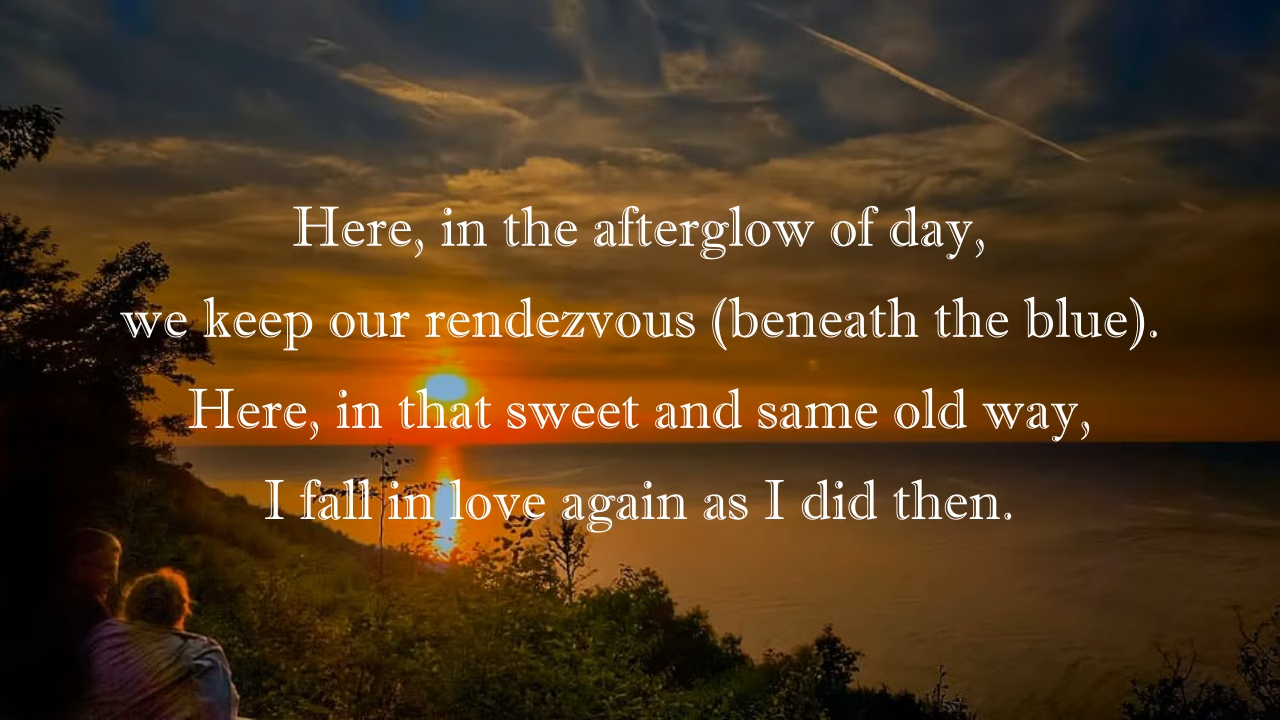 Here, in the afterglow of day,
we keep our rendezvous (beneath the blue).
Here, in that sweet and same old way,
I fall in love again as I did then.